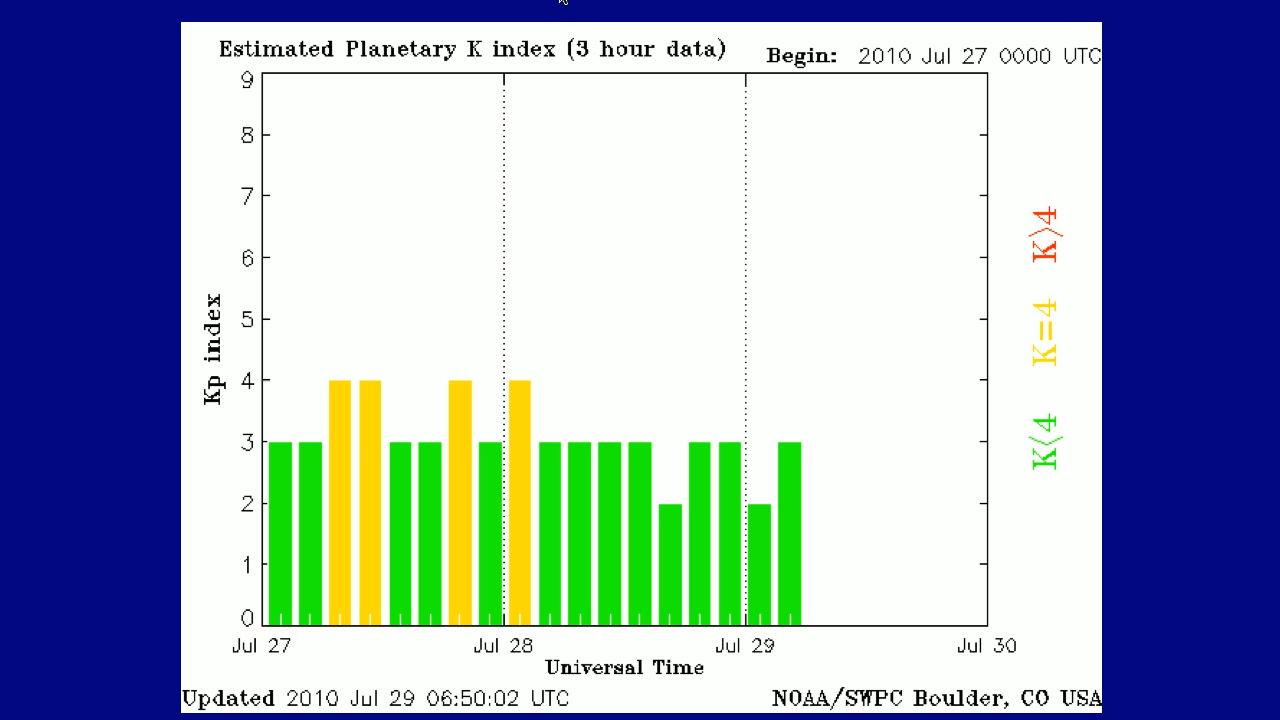 Estimated Planetary K index (3 hour data)
Begin: 2010 Jul 27 0000 UTC
9
8
7
6
5
4
3
2
1
0
Kp index
K>4
K=4
K<4
Jul 27
Jul 28
Jul 29
Jul 30
Universal Time
Updated 2010 Jul 29 06:50:02 UTC
NOAA/SWPC Boulder, CO USA